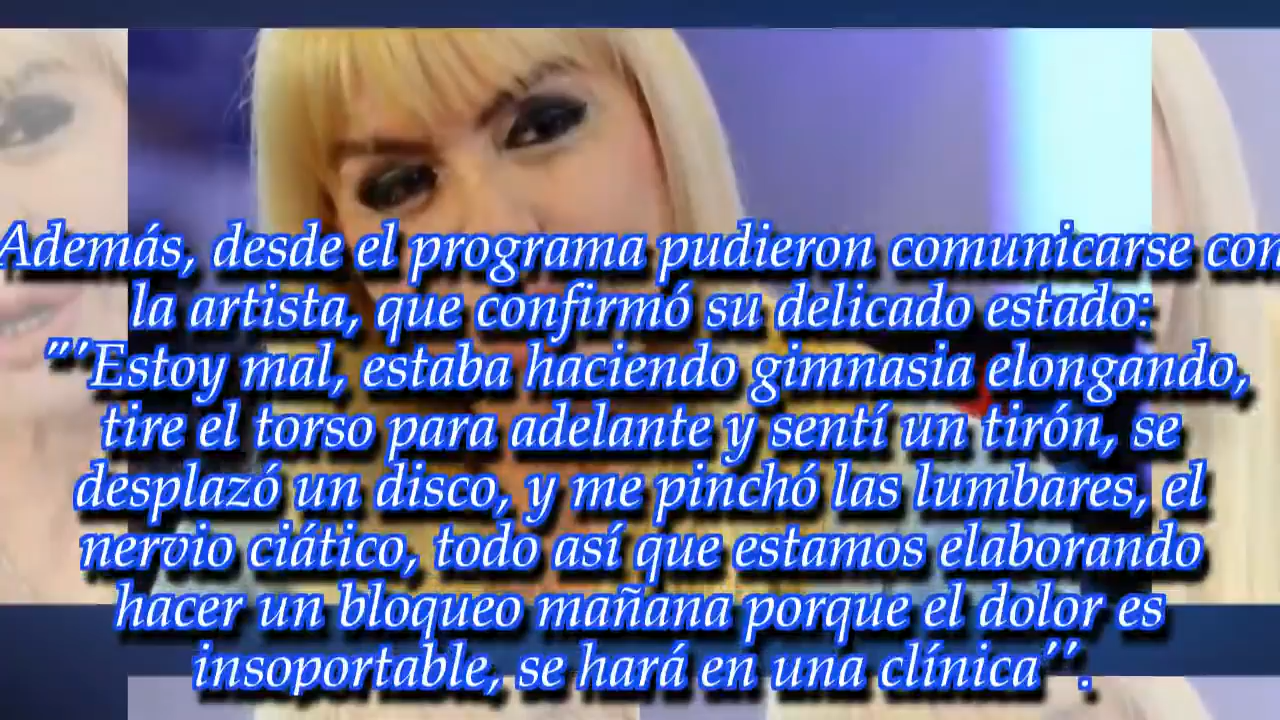 Además, desde el programa pudieron comunicarse con
la artista, que confirmó su delicado estado:
"'Estoy mal, estaba haciendo gimnasia elongando,
tire el torso para adelante y sentí un tirón, se
desplazó un disco, y me pinchó las lumbares, el
nervio ciático, todo así que estamos elaborando
hacer un bloqueo mañana porque el dolor es
insoportable, se hará en una clínica''.